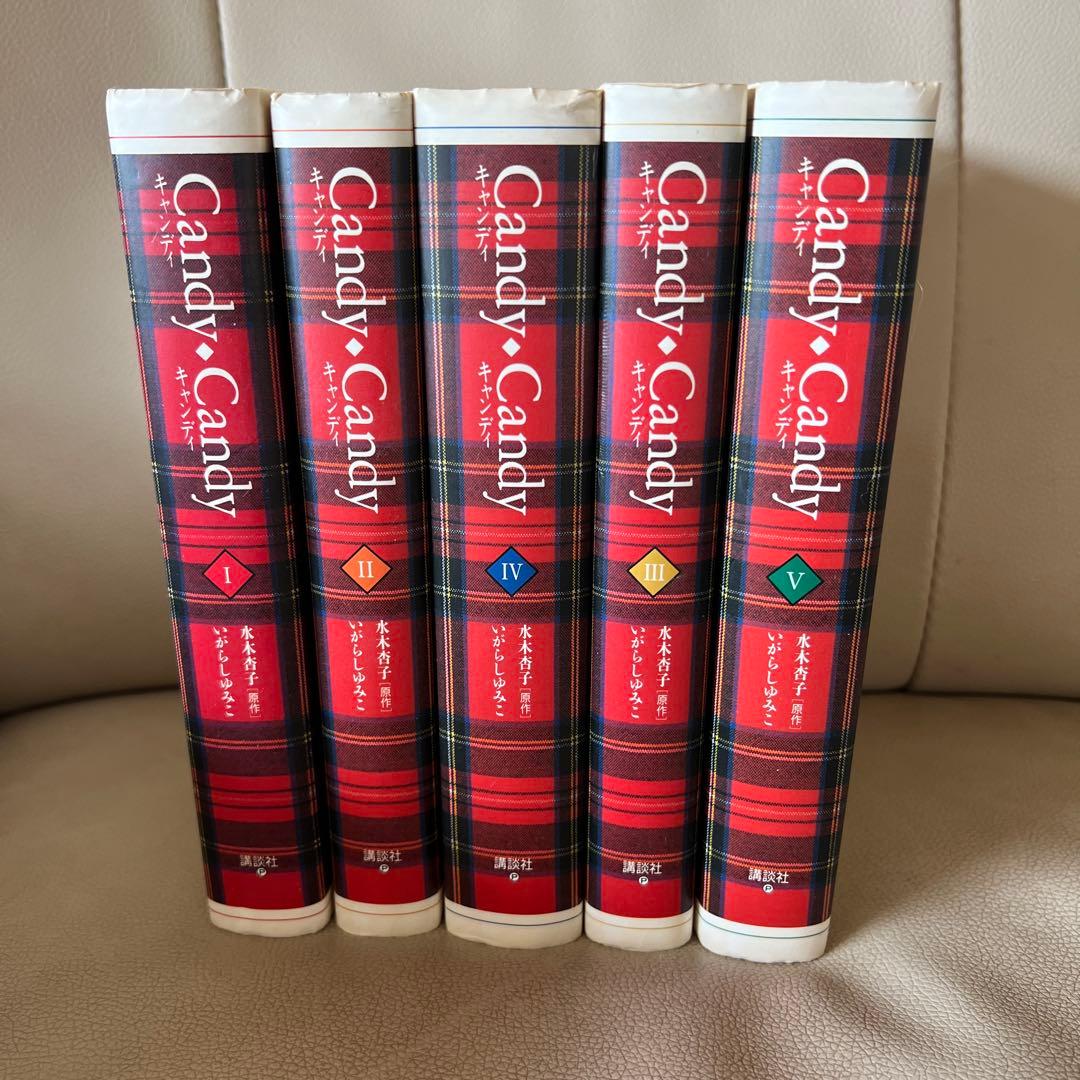 Candy◆Candy
キャンディ キャンディ
I
水木杏子[原作]
いがらしゆみこ
講談社
P
Candy◆Candy
キャンディ キャンディ
II
水木杏子[原作]
いがらしゆみこ
講談社
P
Candy◆Candy
キャンディ キャンディ
IV
水木杏子[原作]
いがらしゆみこ
講談社
P
Candy◆Candy
キャンディ キャンディ
III
水木杏子[原作]
いがらしゆみこ
講談社
P
Candy◆Candy
キャンディ キャンディ
V
水木杏子[原作]
いがらしゆみこ
講談社
P